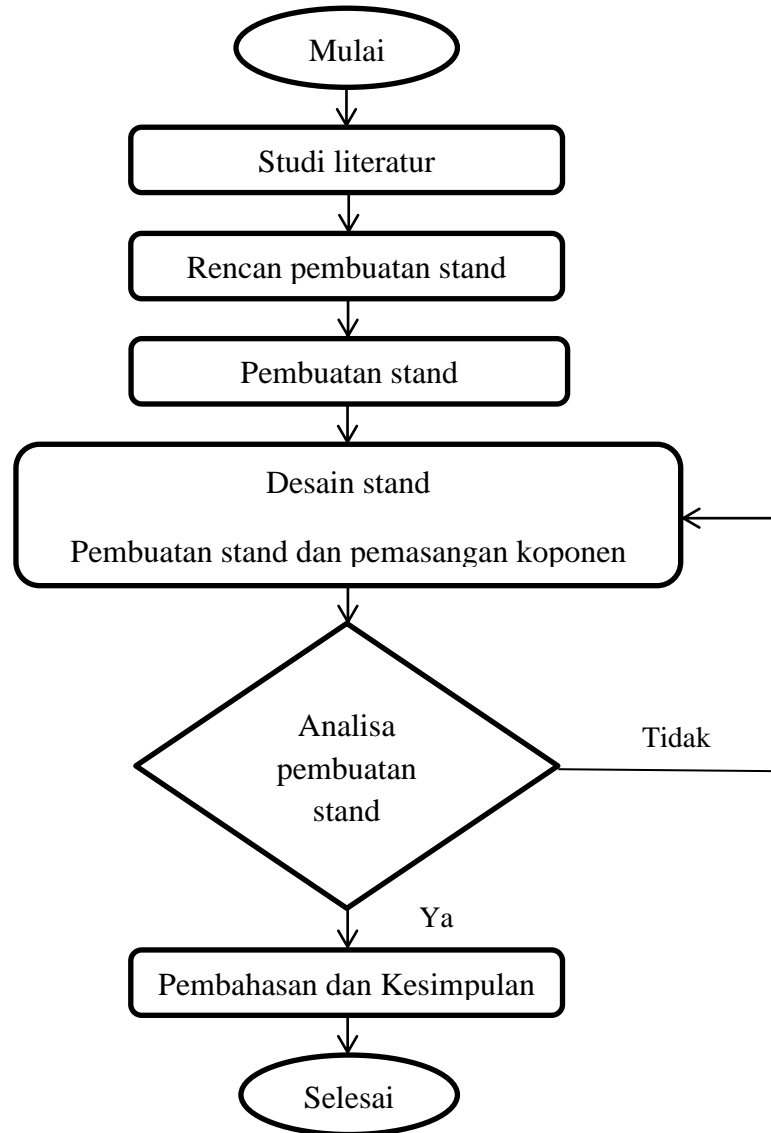 Mulai
Studi literatur
Rencan pembuatan stand
Pembuatan stand
Desain stand
Pembuatan stand dan pemasangan koponen
Analisa
pembuatan
stand
Tidak
Ya
Pembahasan dan Kesimpulan
Selesai